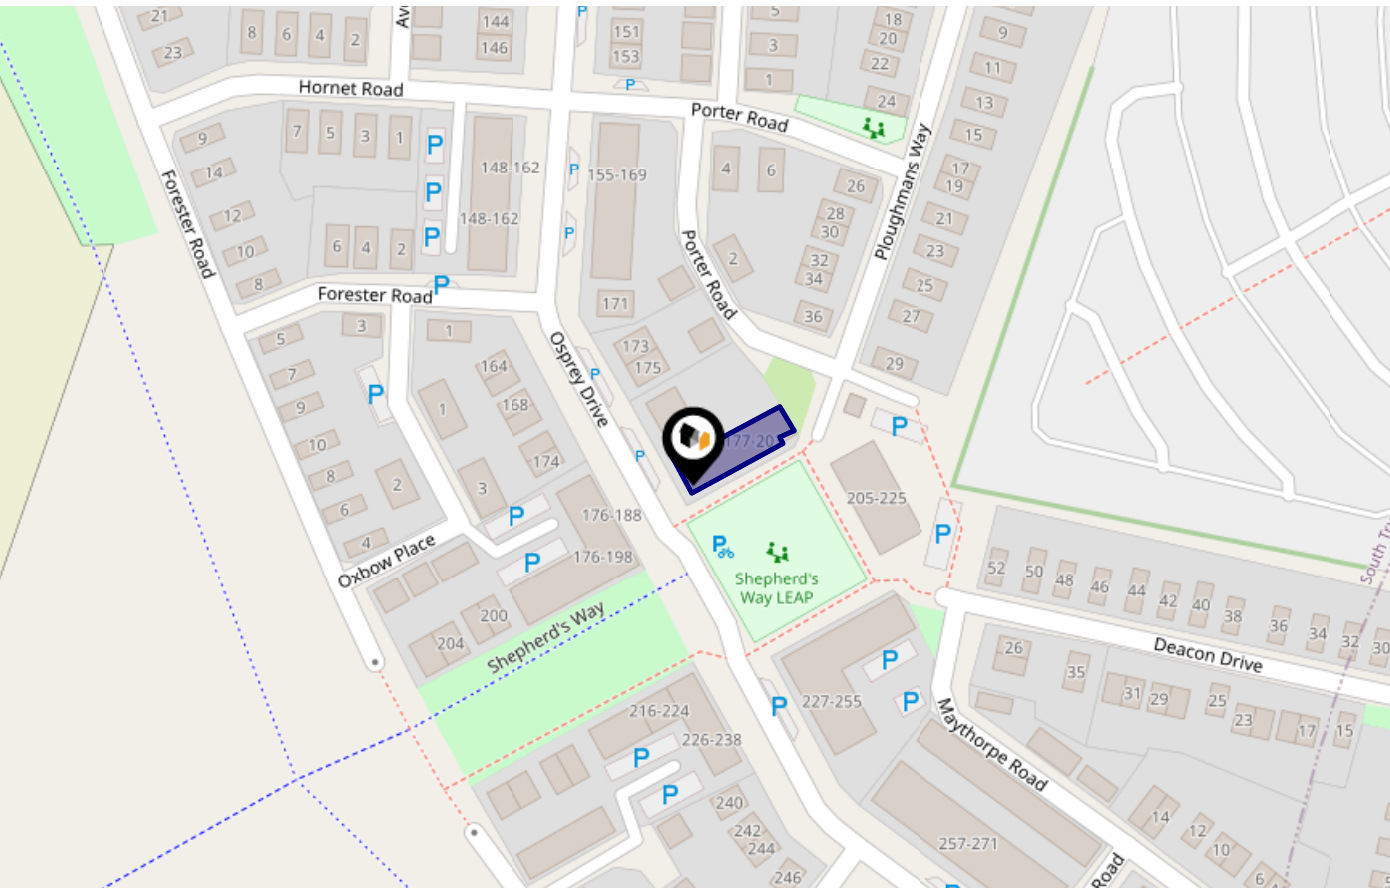 21
23
8
6
4
2
144
146
151
153
5
3
1
18
20
22
24
9
11
13
15
17
19
21
23
25
27
29
Hornet Road
Porter Road
Ploughmans Way
Forester Road
9
14
12
10
8
7
5
3
1
6
4
2
P
P
P
P
P
P
P
P
148-162
148-162
155-169
171
173
175
4
6
2
26
28
30
32
34
36
Porter Road
Forester Road
Osprey Drive
5
3
7
9
10
8
6
4
1
164
168
174
1
3
2
P
P
P
P
P
P
P
177-20
205-225
Oxbow Place
176-188
176-198
200
204
Shepherd's Way
P
Shepherd's
Way LEAP
P
52
50
48
46
44
42
40
38
36
34
32
30
Deacon Drive
South Tr
26
35
31
29
25
23
17
15
227-255
P
P
P
Maythorpe Road
216-224
226-238
P
P
240
242
244
246
257-271
14
12
10
6
Road